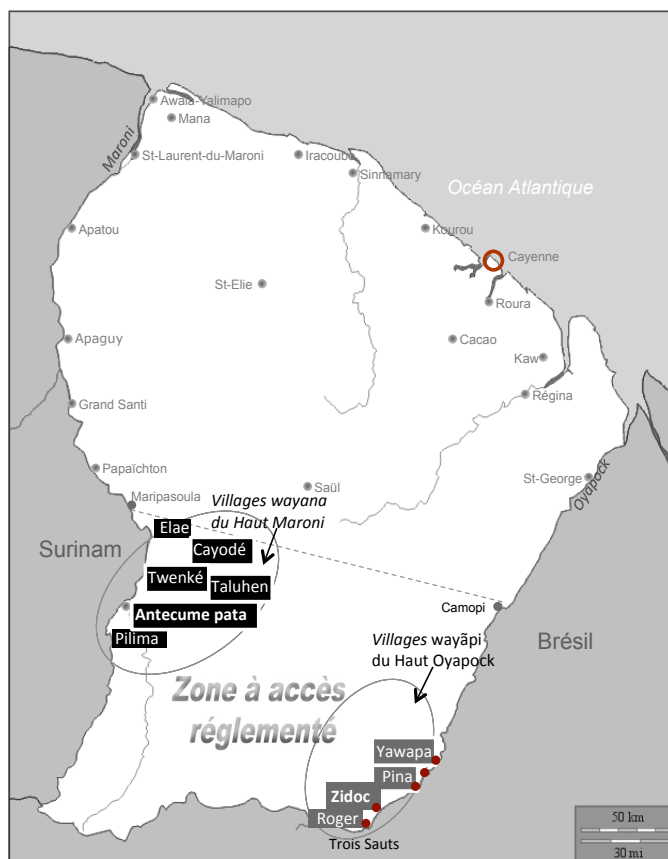 Awala-Yalimapo
Mana
Maroni
St-Laurent-du-Maroni
Iracoubo
Sinnamary
Océan Atlantique
Apatou
Kourou
Cayenne
St-Elie
Roura
Apaguy
Cacao
Kaw
Régina
Grand Santi
Papaïchton
Saül
St-George
Oyapock
Maripasoula
Villages wayana
du Haut Maroni
Elae
Surinam
Cayodé
Twenké
Taluhen
Antecume pata
Camopi
Pilima
Villages wayãpi
du Haut Oyapock
Brésil
Zone à accès
réglementé
Yawapa
Pina
Zidoc
Roger
Trois Sauts
50 km
30 mi